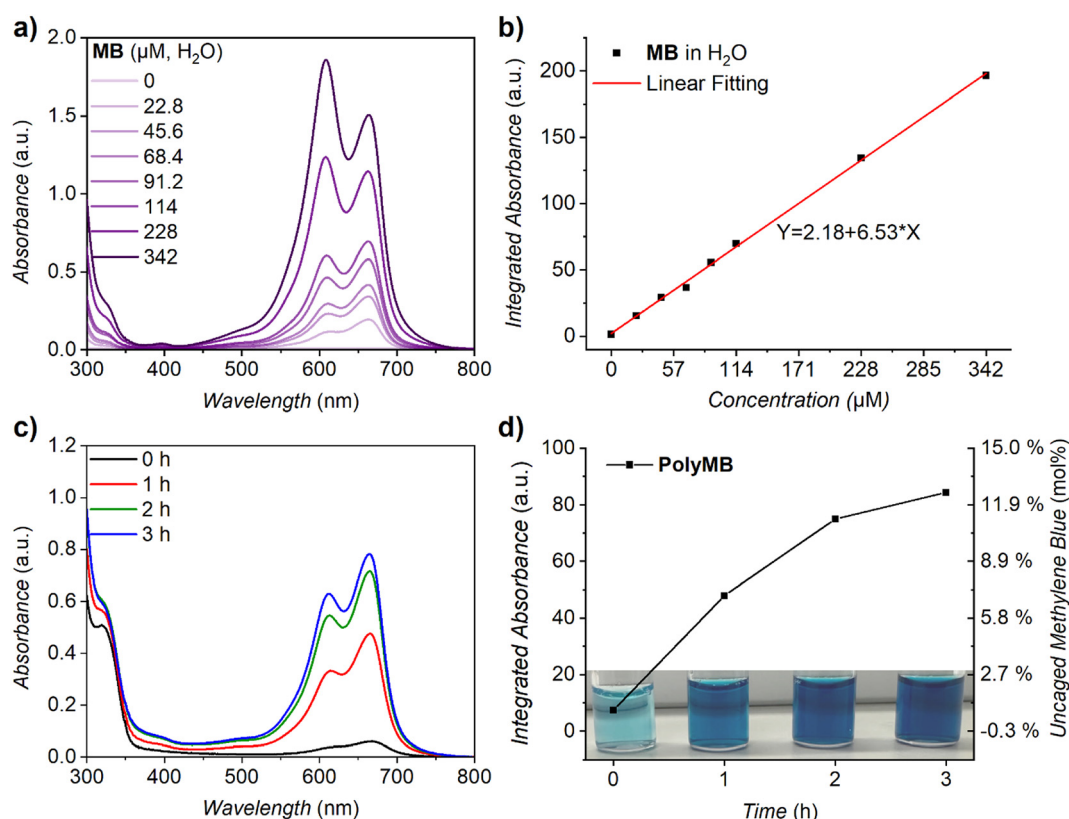 a)
2.0
1.5
1.0
0.5
0.0
Absorbance (a.u.)
MB (µM, H₂O)
0
22.8
45.6
68.4
91.2
114
228
342
300 400 500 600 700 800
Wavelength (nm)
b)
200
150
100
50
0
Integrated Absorbance (a.u.)
MB in H₂O
Linear Fitting
Y=2.18+6.53*X
0 57 114 171 228 285 342
Concentration (µM)
c)
1.2
1.0
0.8
0.6
0.4
0.2
0.0
Absorbance (a.u.)
0 h
1 h
2 h
3 h
300 400 500 600 700 800
Wavelength (nm)
d)
100
80
60
40
20
0
Integrated Absorbance (a.u.)
PolyMB
15.0 %
11.9 %
8.9 %
5.8 %
2.7 %
-0.3 %
Uncaged Methylene Blue (mol%)
0 1 2 3
Time (h)